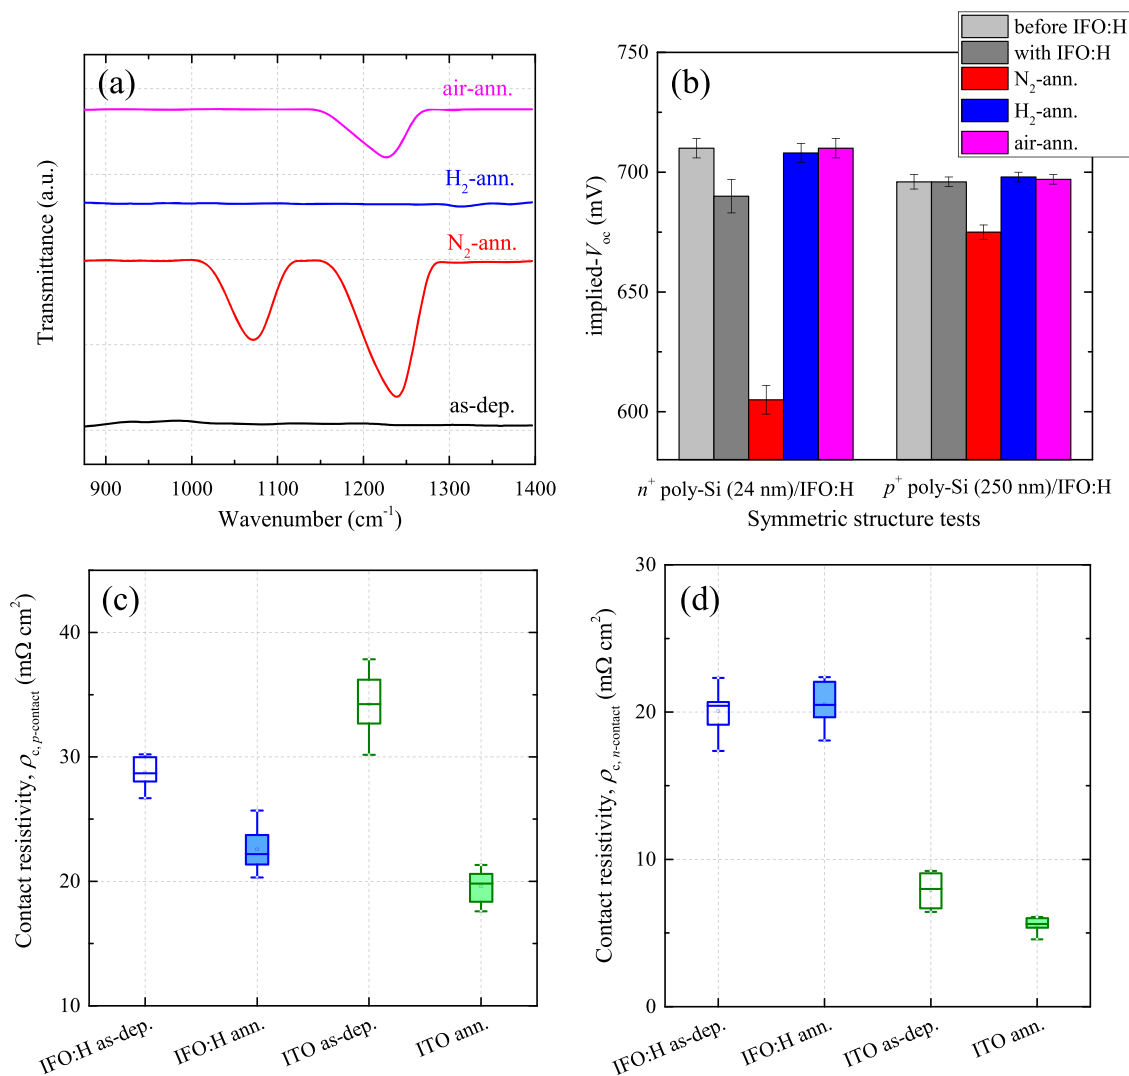 (a)
air-ann.
H2-ann.
N2-ann.
as-dep.
Transmittance (a.u.)
900 1000 1100 1200 1300 1400
Wavenumber (cm-1)
before IFO:H
with IFO:H
N2-ann.
H2-ann.
air-ann.
(b)
750
700
650
600
implied-Voc (mV)
n+ poly-Si (24 nm)/IFO:H p+ poly-Si (250 nm)/IFO:H
Symmetric structure tests
(c)
40
30
20
10
Contact resistivity, ρc, p-contact (mΩ cm2)
IFO:H as-dep.
IFO:H ann.
ITO as-dep.
ITO ann.
(d)
30
20
10
0
Contact resistivity, ρc, n-contact (mΩ cm2)
IFO:H as-dep.
IFO:H ann.
ITO as-dep.
ITO ann.